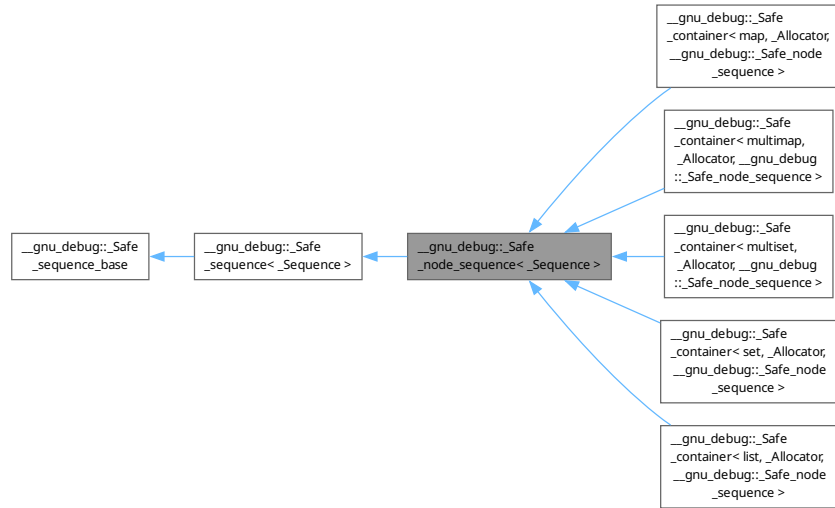 __gnu_debug::_Safe
_container< map, _Allocator,
__gnu_debug::_Safe_node
_sequence >
__gnu_debug::_Safe
_container< multimap,
_Allocator, __gnu_debug
::_Safe_node_sequence >
__gnu_debug::_Safe
_sequence_base
__gnu_debug::_Safe
_sequence< _Sequence >
__gnu_debug::_Safe
_node_sequence< _Sequence >
__gnu_debug::_Safe
_container< multiset,
_Allocator, __gnu_debug
::_Safe_node_sequence >
__gnu_debug::_Safe
_container< set, _Allocator,
__gnu_debug::_Safe_node
_sequence >
__gnu_debug::_Safe
_container< list, _Allocator,
__gnu_debug::_Safe_node
_sequence >